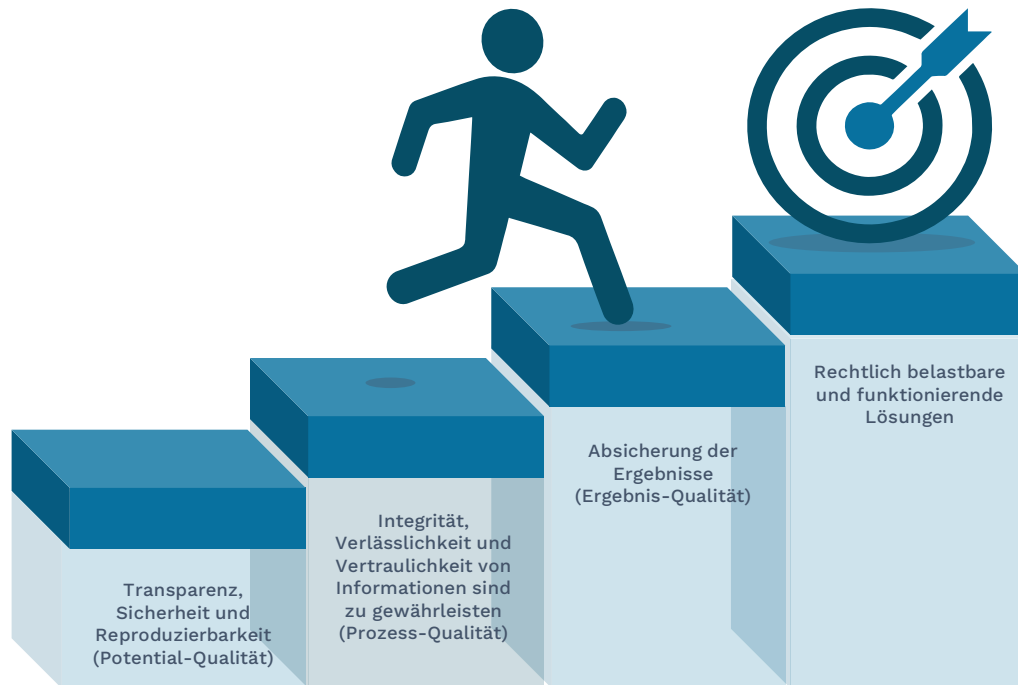 Transparenz,
Sicherheit und
Reproduzierbarkeit
(Potential-Qualität)
Integrität,
Verlässlichkeit und
Vertraulichkeit von
Informationen sind
zu gewährleisten
(Prozess-Qualität)
Absicherung der
Ergebnisse
(Ergebnis-Qualität)
Rechtlich belastbare
und funktionierende
Lösungen